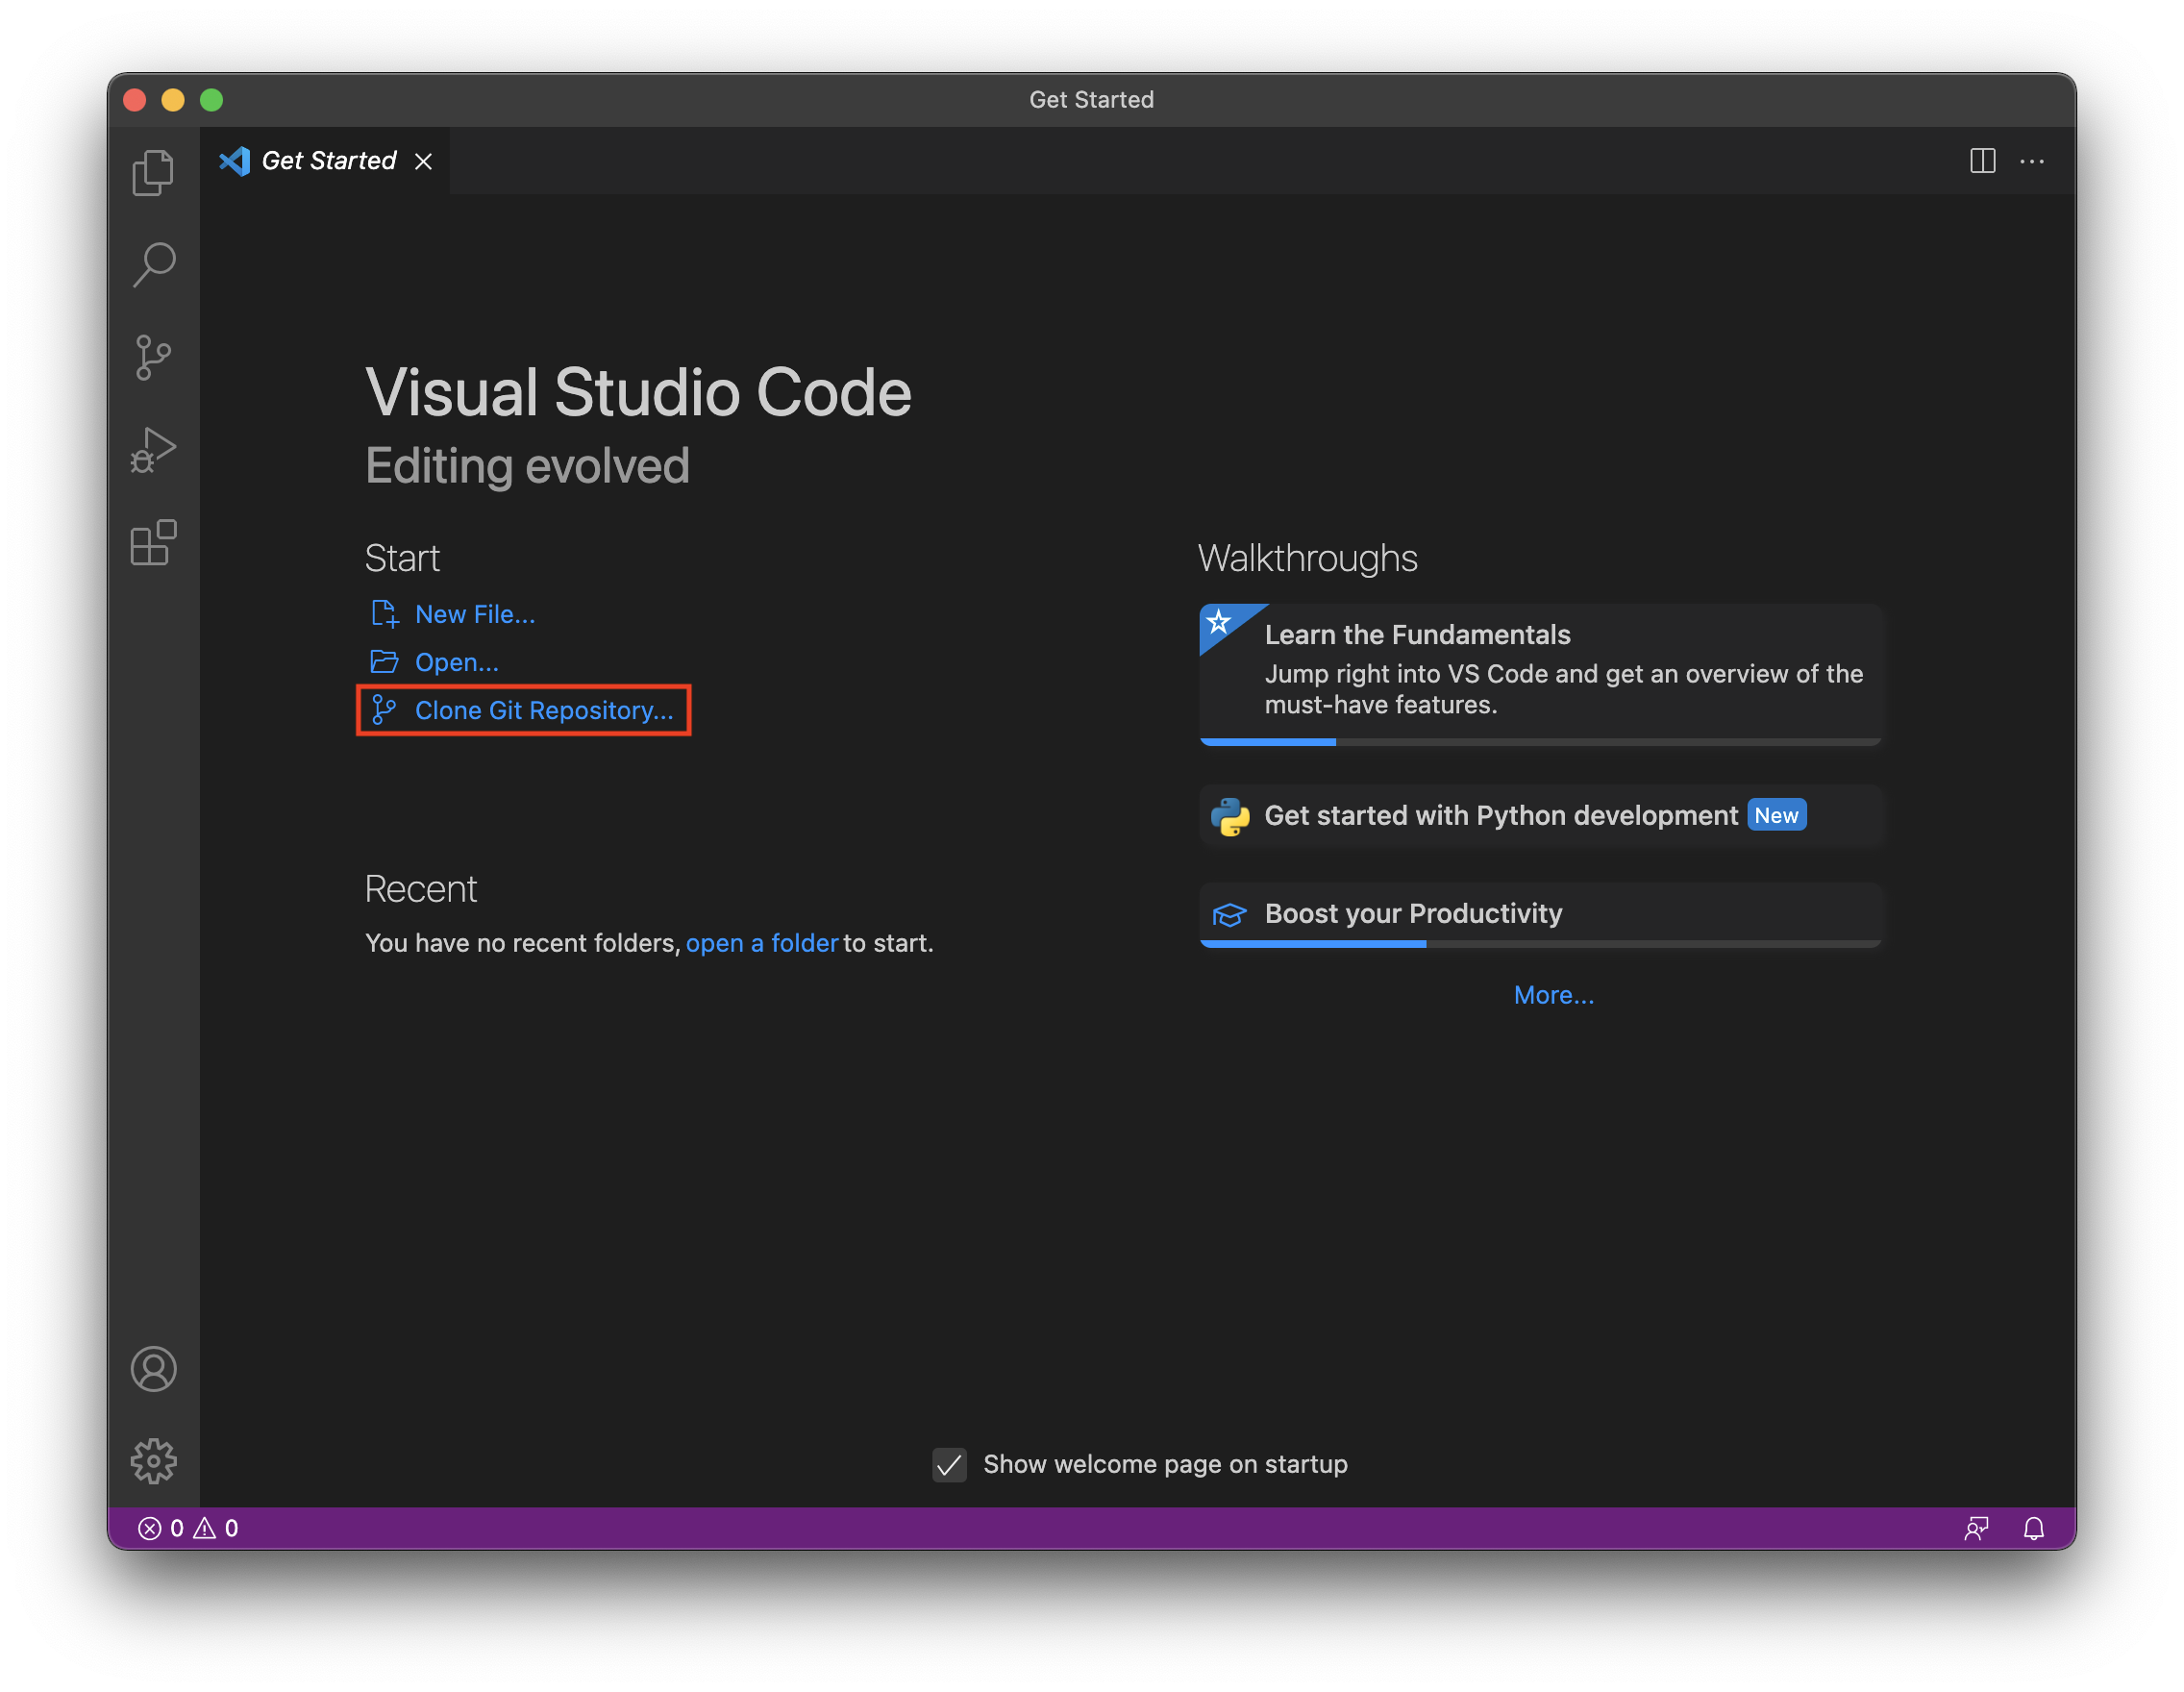 Get Started
Get Started
Visual Studio Code
Editing evolved
Start
New File...
Open...
Clone Git Repository...
Recent
You have no recent folders, open a folder to start.
Walkthroughs
Learn the Fundamentals
Jump right into VS Code and get an overview of the
must-have features.
Get started with Python development New
Boost your Productivity
More...
Show welcome page on startup
0 0